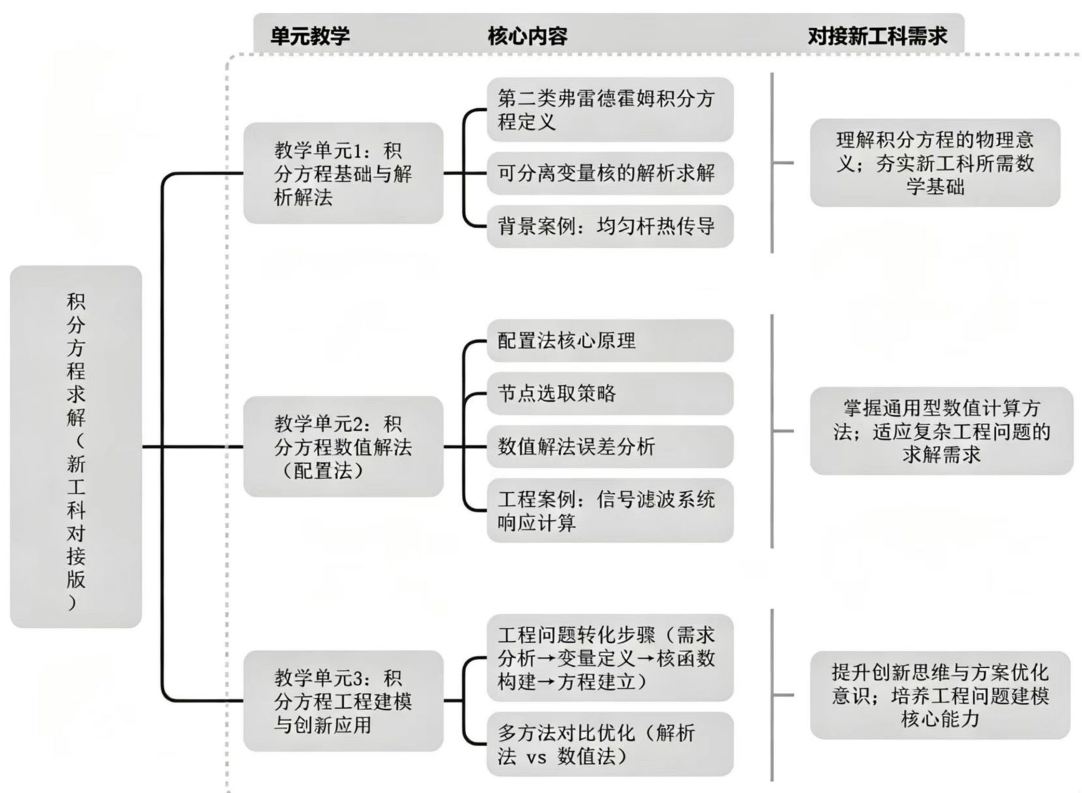 单元教学
核心内容
对接新工科需求
积分方程求解（新工科对接版）
教学单元1：积
分方程基础与解
析解法
第二类弗雷德霍姆积分方
程定义
可分离变量核的解析求解
背景案例：均匀杆热传导
理解积分方程的物理意
义；夯实新工科所需数
学基础
教学单元2：积
分方程数值解法
（配置法）
配置法核心原理
节点选取策略
数值解法误差分析
工程案例：信号滤波系统
响应计算
掌握通用型数值计算方
法；适应复杂工程问题的
求解需求
教学单元3：积
分方程工程建模
与创新应用
工程问题转化步骤（需求
分析→变量定义→核函数
构建→方程建立）
多方法对比优化（解析
法 vs 数值法）
提升创新思维与方案优化
意识；培养工程问题建模
核心能力